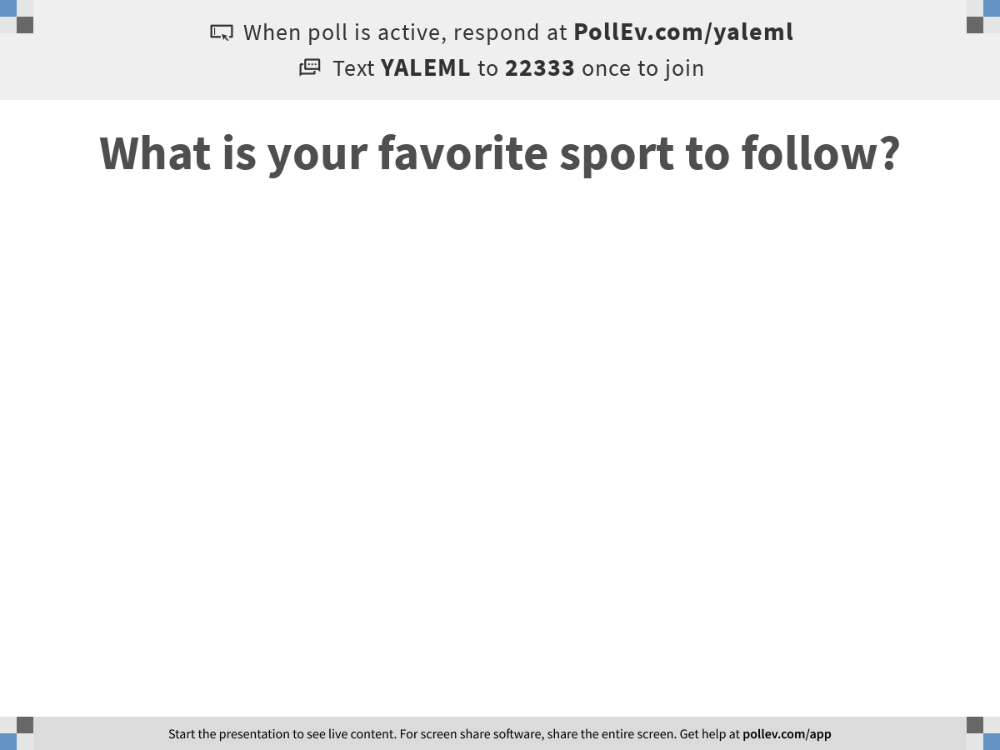 When poll is active, respond at PollEv.com/yaleml
Text YALEML to 22333 once to join
What is your favorite sport to follow?
Start the presentation to see live content. For screen share software, share the entire screen. Get help at pollev.com/app